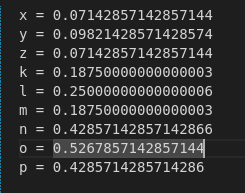 x = 0.07142857142857144
y = 0.09821428571428574
z = 0.07142857142857144
k = 0.18750000000000003
l = 0.25000000000000006
m = 0.18750000000000003
n = 0.42857142857142866
o = 0.5267857142857144
p = 0.4285714285714286